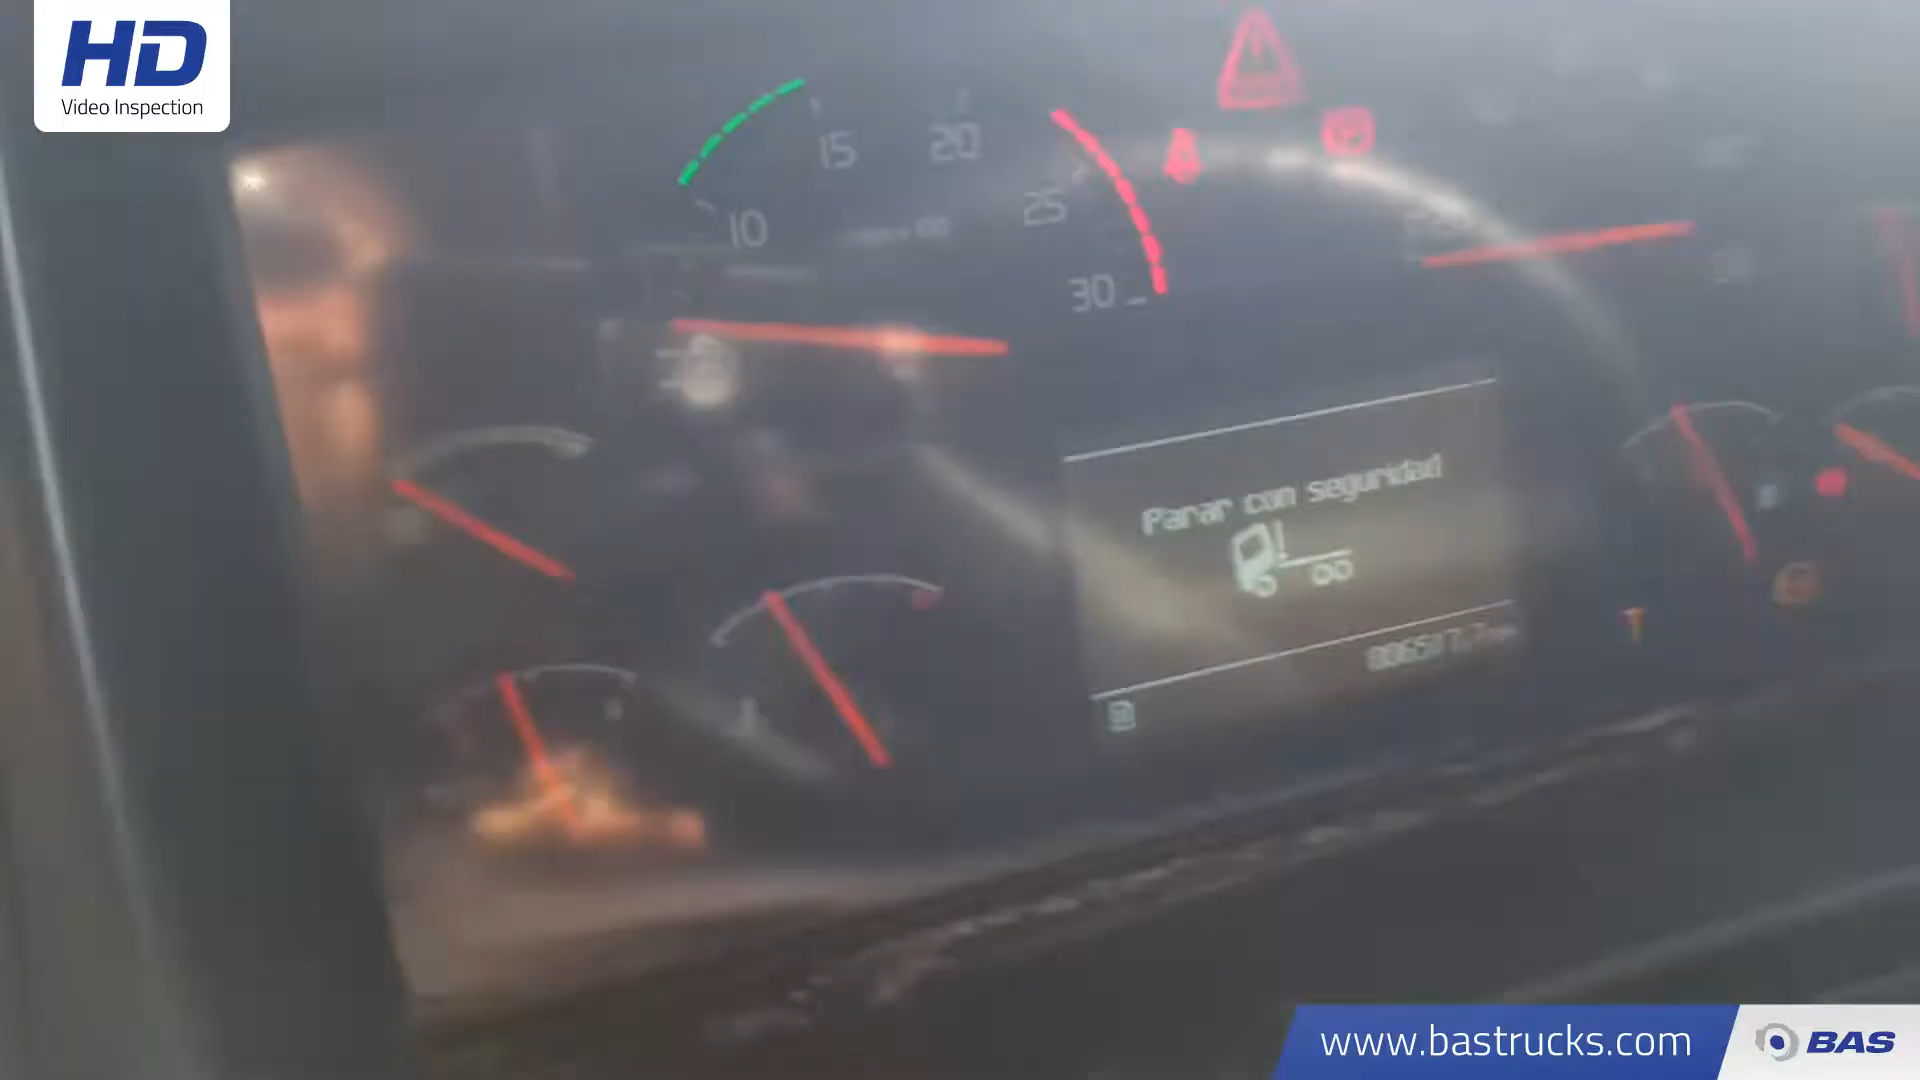 HD
Video Inspection
15
20
10
25
30
Parar con seguridad
www.bastrucks.com
BAS